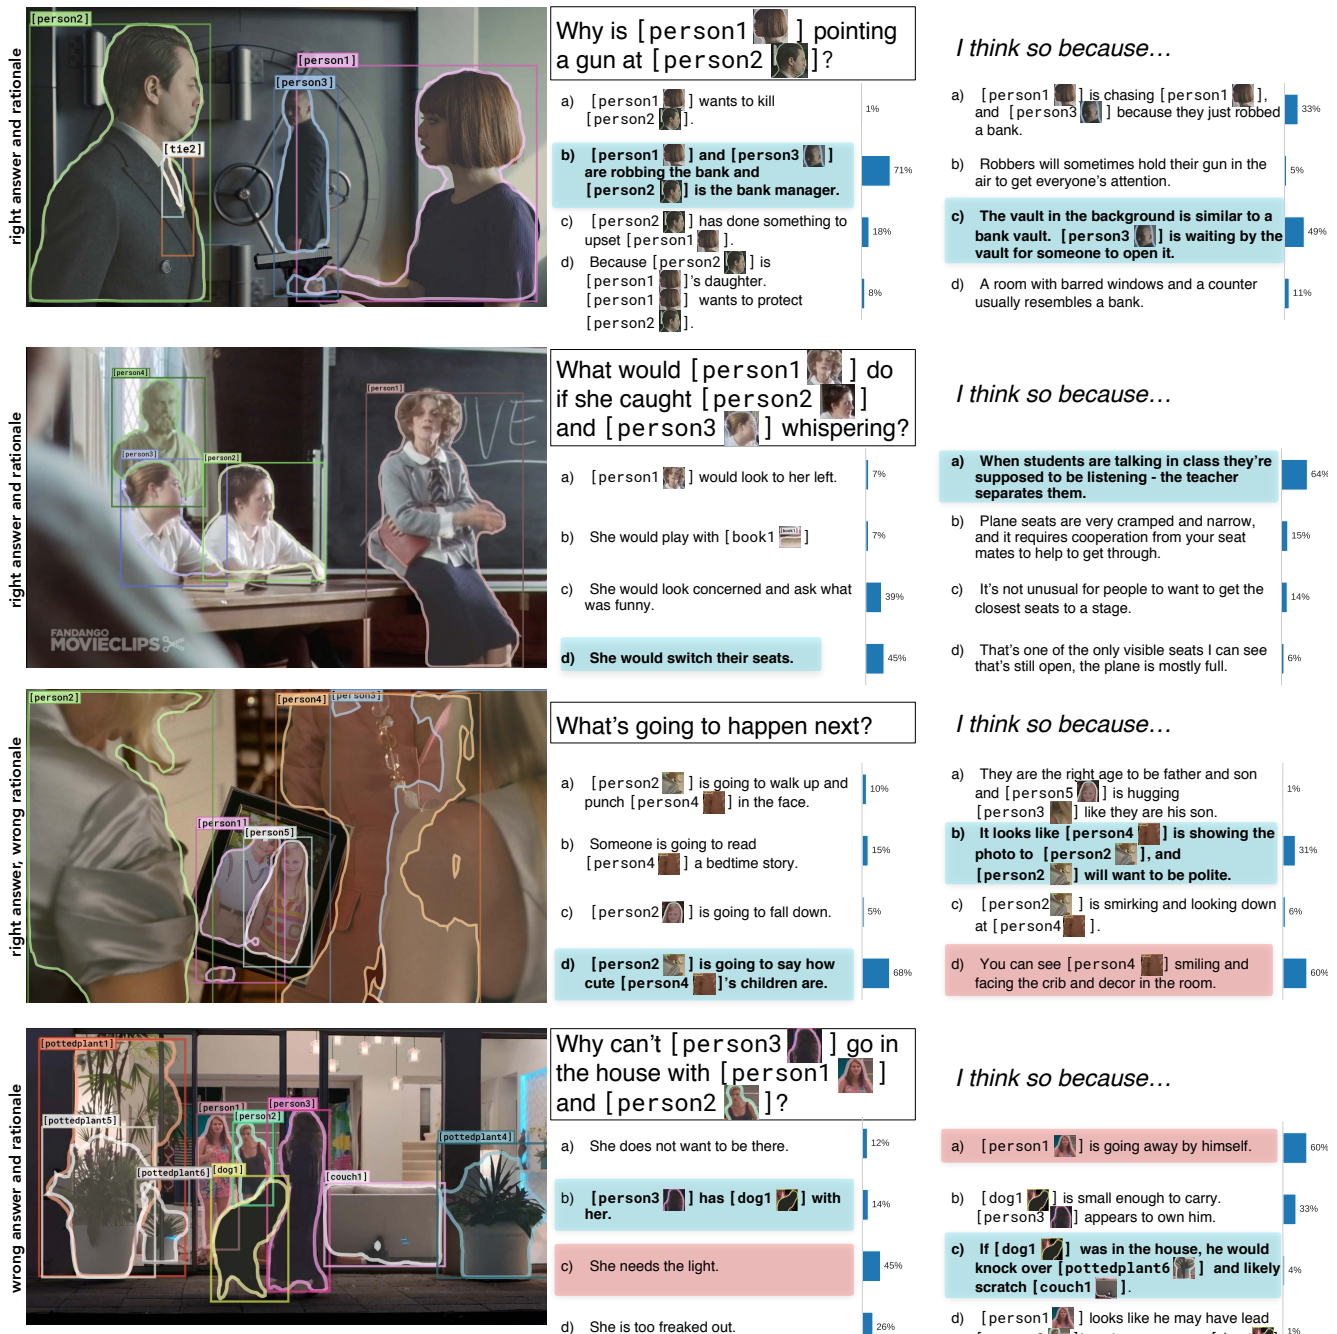 right answer and rationale
[person2]
[person1]
[person3]
[tie2]
Why is [person1 ] pointing
a gun at [person2 ]?
a) [person1 ] wants to kill
[person2 ].
1%
b) [person1 ] and [person3 ]
are robbing the bank and
[person2 ] is the bank manager.
71%
c) [person2 ] has done something to
upset [person1 ].
18%
d) Because [person2 ] is
[person1 ]'s daughter.
[person1 ] wants to protect
[person2 ].
8%
I think so because…
a) [person1 ] is chasing [person1 ],
and [person3 ] because they just robbed
a bank.
33%
b) Robbers will sometimes hold their gun in the
air to get everyone's attention.
5%
c) The vault in the background is similar to a
bank vault. [person3 ] is waiting by the
vault for someone to open it.
49%
d) A room with barred windows and a counter
usually resembles a bank.
11%
right answer and rationale
[person4]
[person1]
[person3]
[person2]
VE
FANDANGO
MOVIECLIPS
What would [person1 ] do
if she caught [person2 ]
and [person3 ] whispering?
a) [person1 ] would look to her left.
7%
b) She would play with [book1 ]
7%
c) She would look concerned and ask what
was funny.
39%
d) She would switch their seats.
45%
I think so because…
a) When students are talking in class they're
supposed to be listening - the teacher
separates them.
64%
b) Plane seats are very cramped and narrow,
and it requires cooperation from your seat
mates to help to get through.
15%
c) It's not unusual for people to want to get the
closest seats to a stage.
14%
d) That's one of the only visible seats I can see
that's still open, the plane is mostly full.
6%
right answer, wrong rationale
[person2]
[person4]
[person3]
[person1]
[person5]
What's going to happen next?
a) [person2 ] is going to walk up and
punch [person4 ] in the face.
10%
b) Someone is going to read
[person4 ] a bedtime story.
15%
c) [person2 ] is going to fall down.
5%
d) [person2 ] is going to say how
cute [person4 ]'s children are.
68%
I think so because…
a) They are the right age to be father and son
and [person5 ] is hugging
[person3 ] like they are his son.
1%
b) It looks like [person4 ] is showing the
photo to [person2 ], and
[person2 ] will want to be polite.
31%
c) [person2 ] is smirking and looking down
at [person4 ].
6%
d) You can see [person4 ] smiling and
facing the crib and decor in the room.
60%
wrong answer and rationale
[pottedplant1]
[person1]
[person3]
[person2]
[pottedplant5]
[pottedplant4]
[pottedplant6]
[dog1]
[couch1]
Why can't [person3 ] go in
the house with [person1 ]
and [person2 ]?
a) She does not want to be there.
12%
b) [person3 ] has [dog1 ] with
her.
14%
c) She needs the light.
45%
d) She is too freaked out.
26%
I think so because…
a) [person1 ] is going away by himself.
60%
b) [dog1 ] is small enough to carry.
[person3 ] appears to own him.
33%
c) If [dog1 ] was in the house, he would
knock over [pottedplant6 ] and likely
scratch [couch1 ].
4%
d) [person1 ] looks like he may have lead
1%